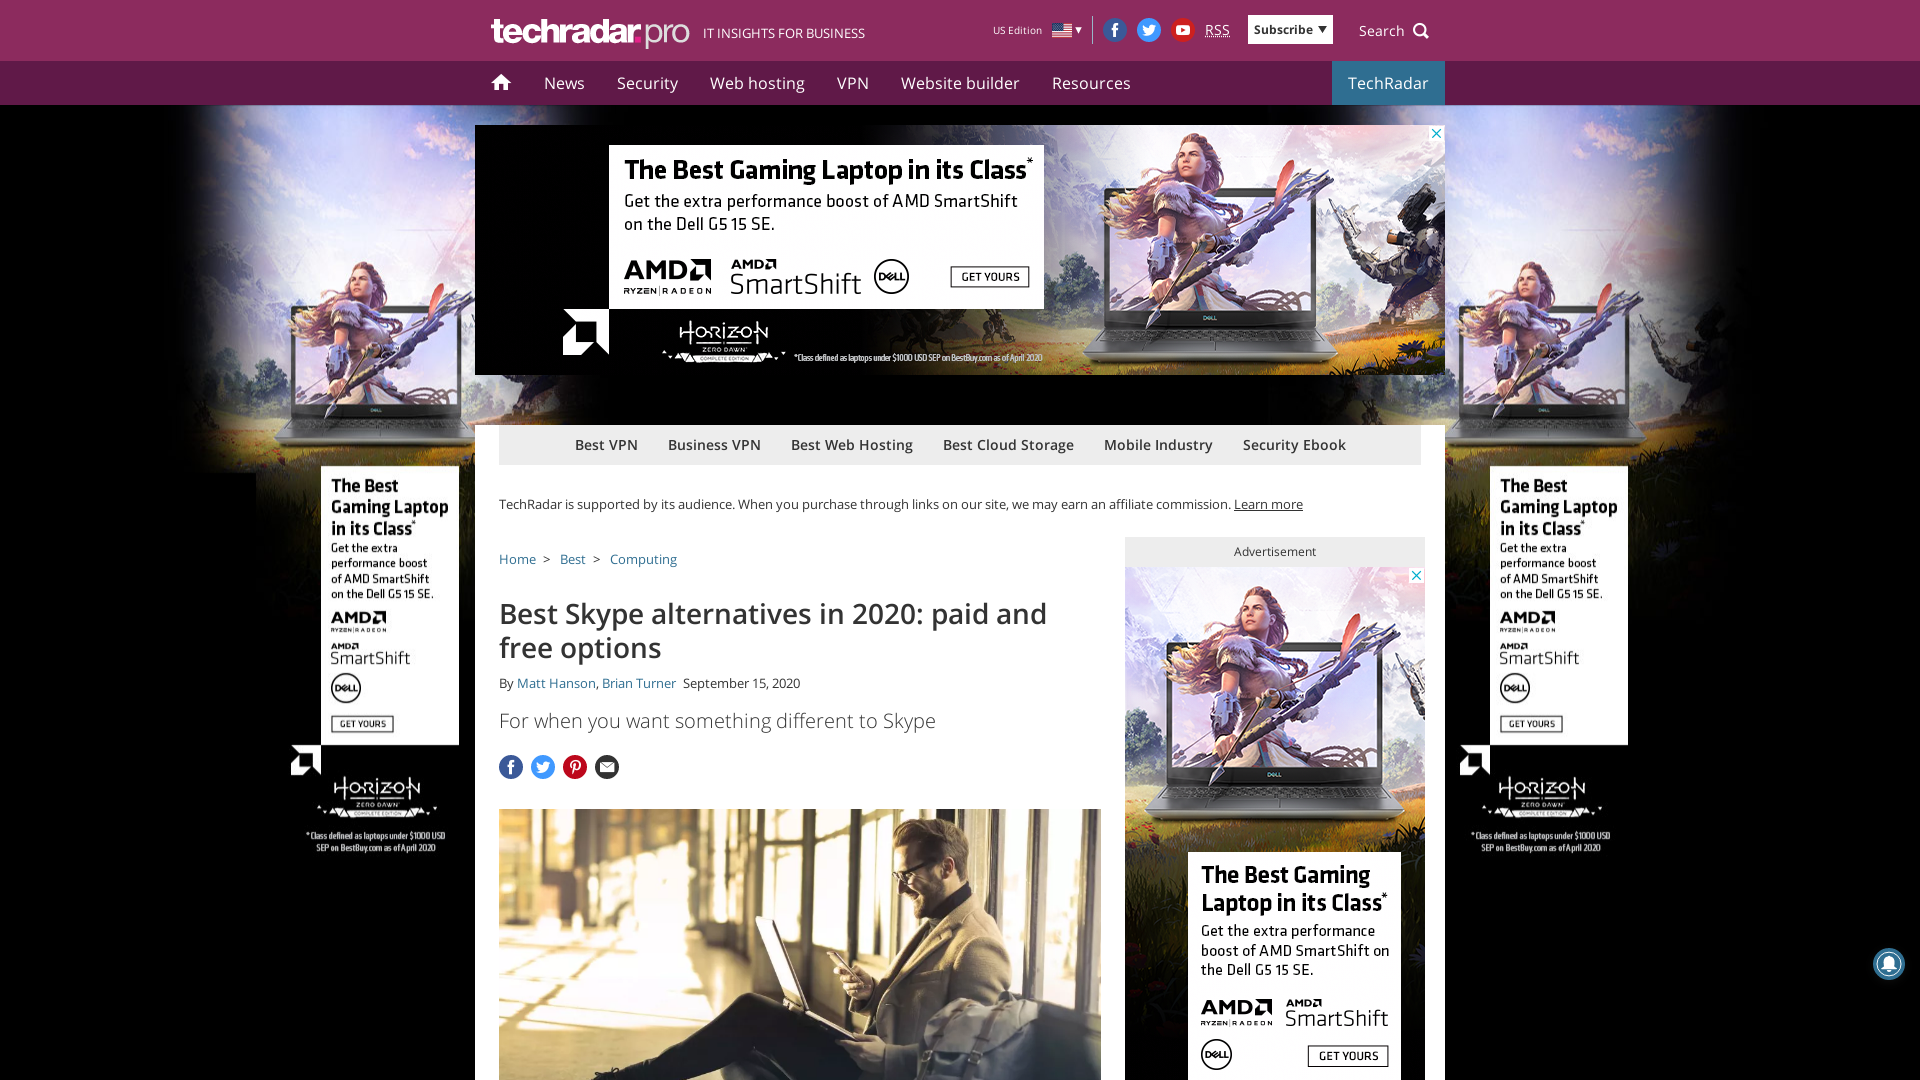 techradar.pro IT INSIGHTS FOR BUSINESS
US Edition
RSS
Subscribe
Search
News
Security
Web hosting
VPN
Website builder
Resources
TechRadar
The Best Gaming Laptop in its Class*
Get the extra performance boost of AMD SmartShift
on the Dell G5 15 SE.
AMD
RYZEN | RADEON
AMD
SmartShift
DELL
GET YOURS
HORIZON
ZERO DAWN
COMPLETE EDITION
*Class defined as laptops under $1000 USD SEP on BestBuy.com as of April 2020
Best VPN
Business VPN
Best Web Hosting
Best Cloud Storage
Mobile Industry
Security Ebook
TechRadar is supported by its audience. When you purchase through links on our site, we may earn an affiliate commission. Learn more
Home > Best > Computing
Best Skype alternatives in 2020: paid and
free options
By Matt Hanson, Brian Turner September 15, 2020
For when you want something different to Skype
Advertisement
The Best Gaming
Laptop in its Class*
Get the extra performance
boost of AMD SmartShift on
the Dell G5 15 SE.
AMD
RYZEN | RADEON
AMD
SmartShift
DELL
GET YOURS
The Best
Gaming Laptop
in its Class*
Get the extra
performance boost
of AMD SmartShift
on the Dell G5 15 SE.
AMD
RYZEN | RADEON
AMD
SmartShift
DELL
GET YOURS
HORIZON
ZERO DAWN
COMPLETE EDITION
*Class defined as laptops under $1000 USD
SEP on BestBuy.com as of April 2020
The Best
Gaming Laptop
in its Class*
Get the extra
performance boost
of AMD SmartShift
on the Dell G5 15 SE.
AMD
RYZEN | RADEON
AMD
SmartShift
DELL
GET YOURS
HORIZON
ZERO DAWN
COMPLETE EDITION
*Class defined as laptops under $1000 USD
SEP on BestBuy.com as of April 2020